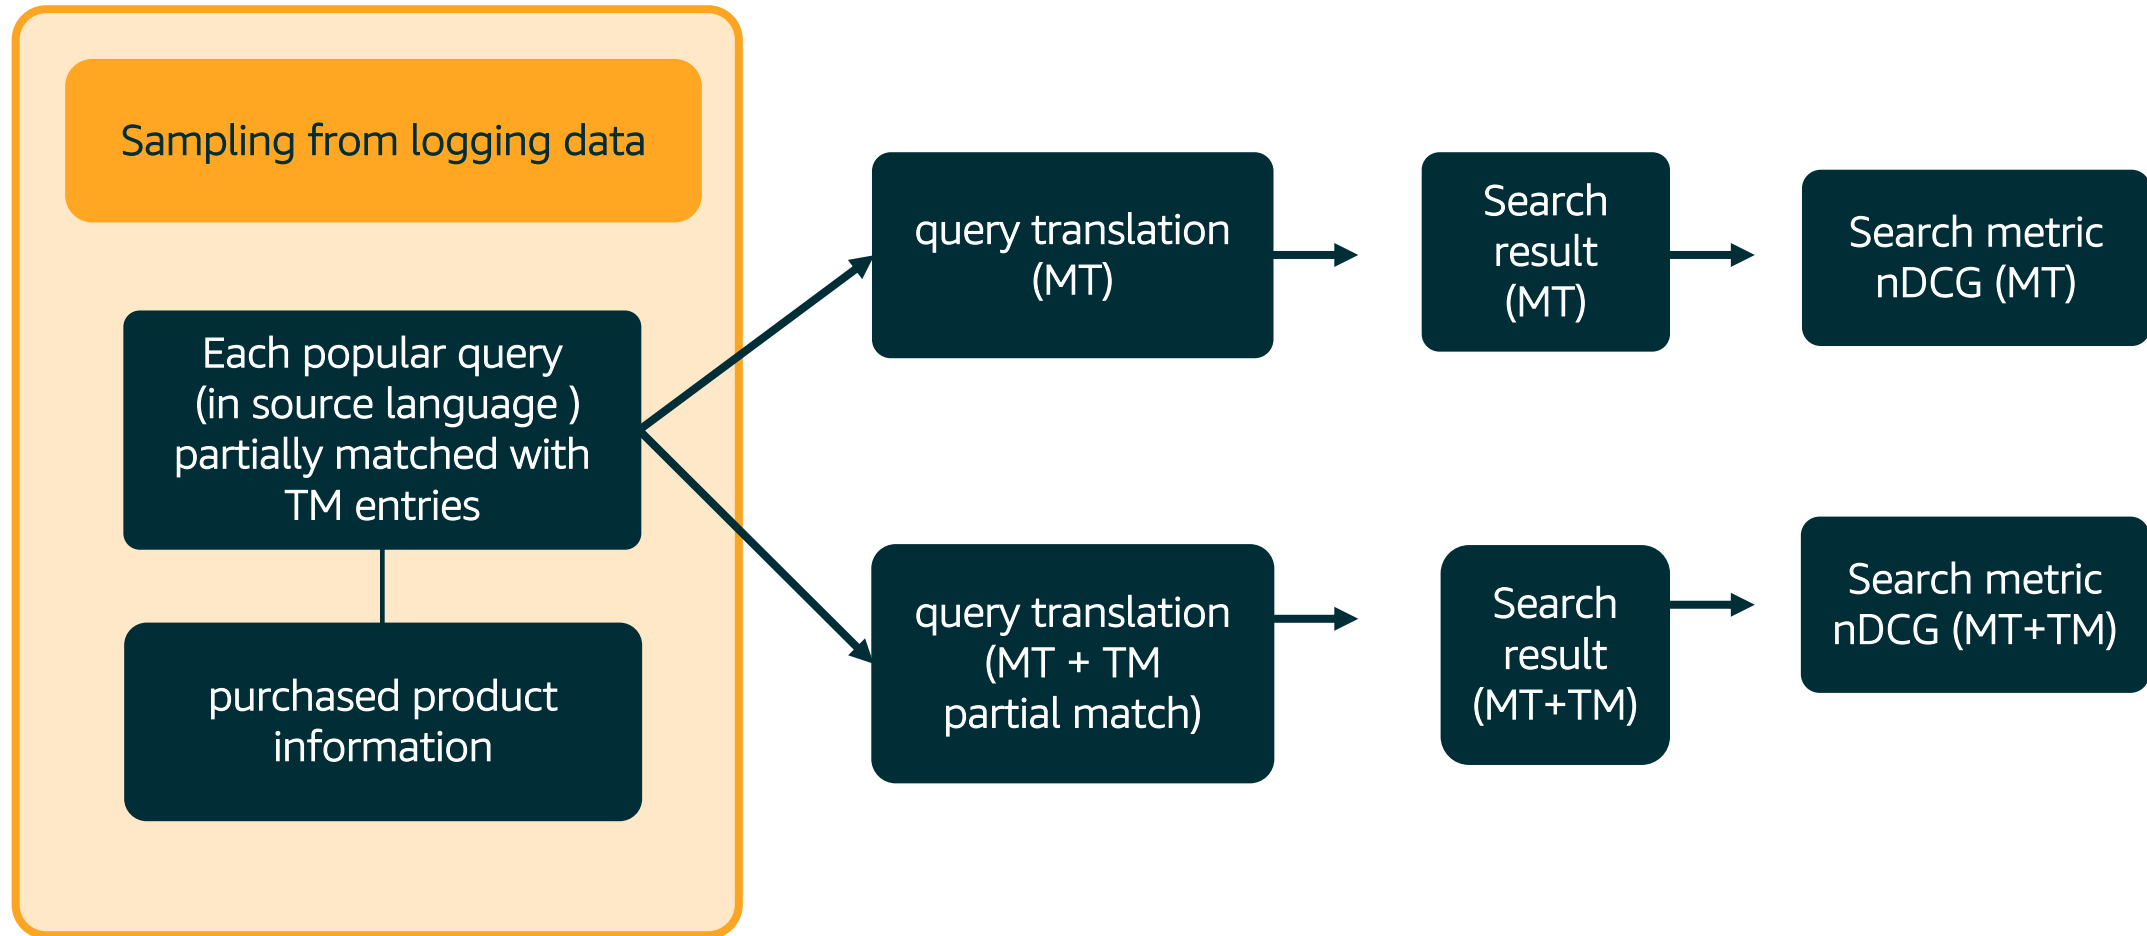 Sampling from logging data
Each popular query
(in source language )
partially matched with
TM entries
purchased product
information
query translation
(MT)
Search
result
(MT)
Search metric
nDCG (MT)
query translation
(MT + TM
partial match)
Search
result
(MT+TM)
Search metric
nDCG (MT+TM)